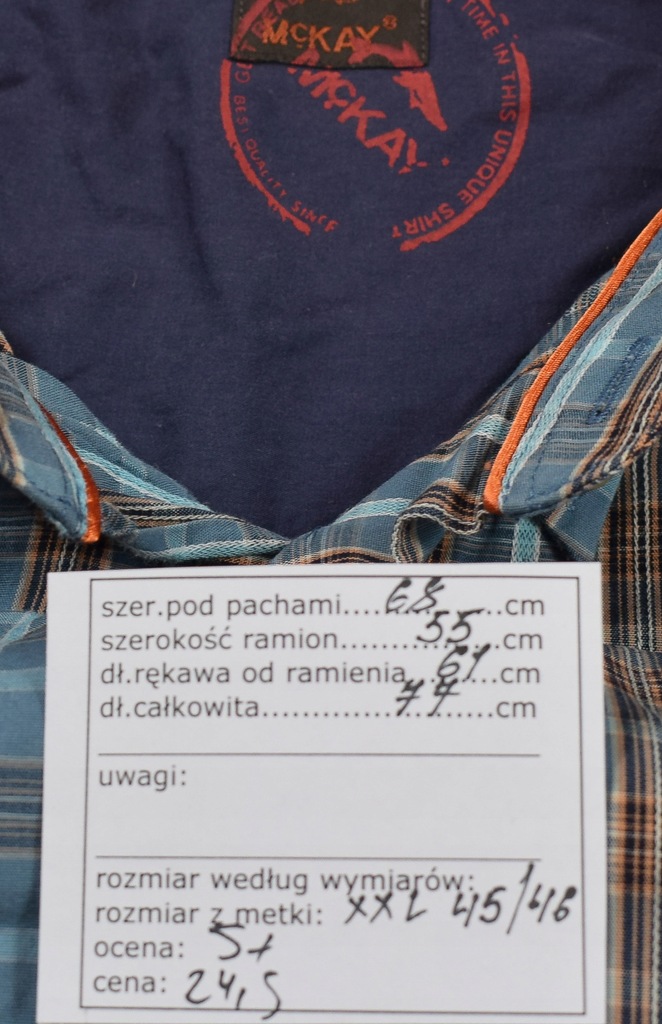 McKAY®
TIME IN THIS UNIQUE SHIRT
McKAY
BEST QUALITY SINCE
szer.pod pachami....68....cm
szerokość ramion....55....cm
dł.rękawa od ramienia...61...cm
dł.całkowita....77....cm
uwagi:
rozmiar według wymiarów:
rozmiar z metki: XXL 45/46
ocena: 5+
cena: 24,5